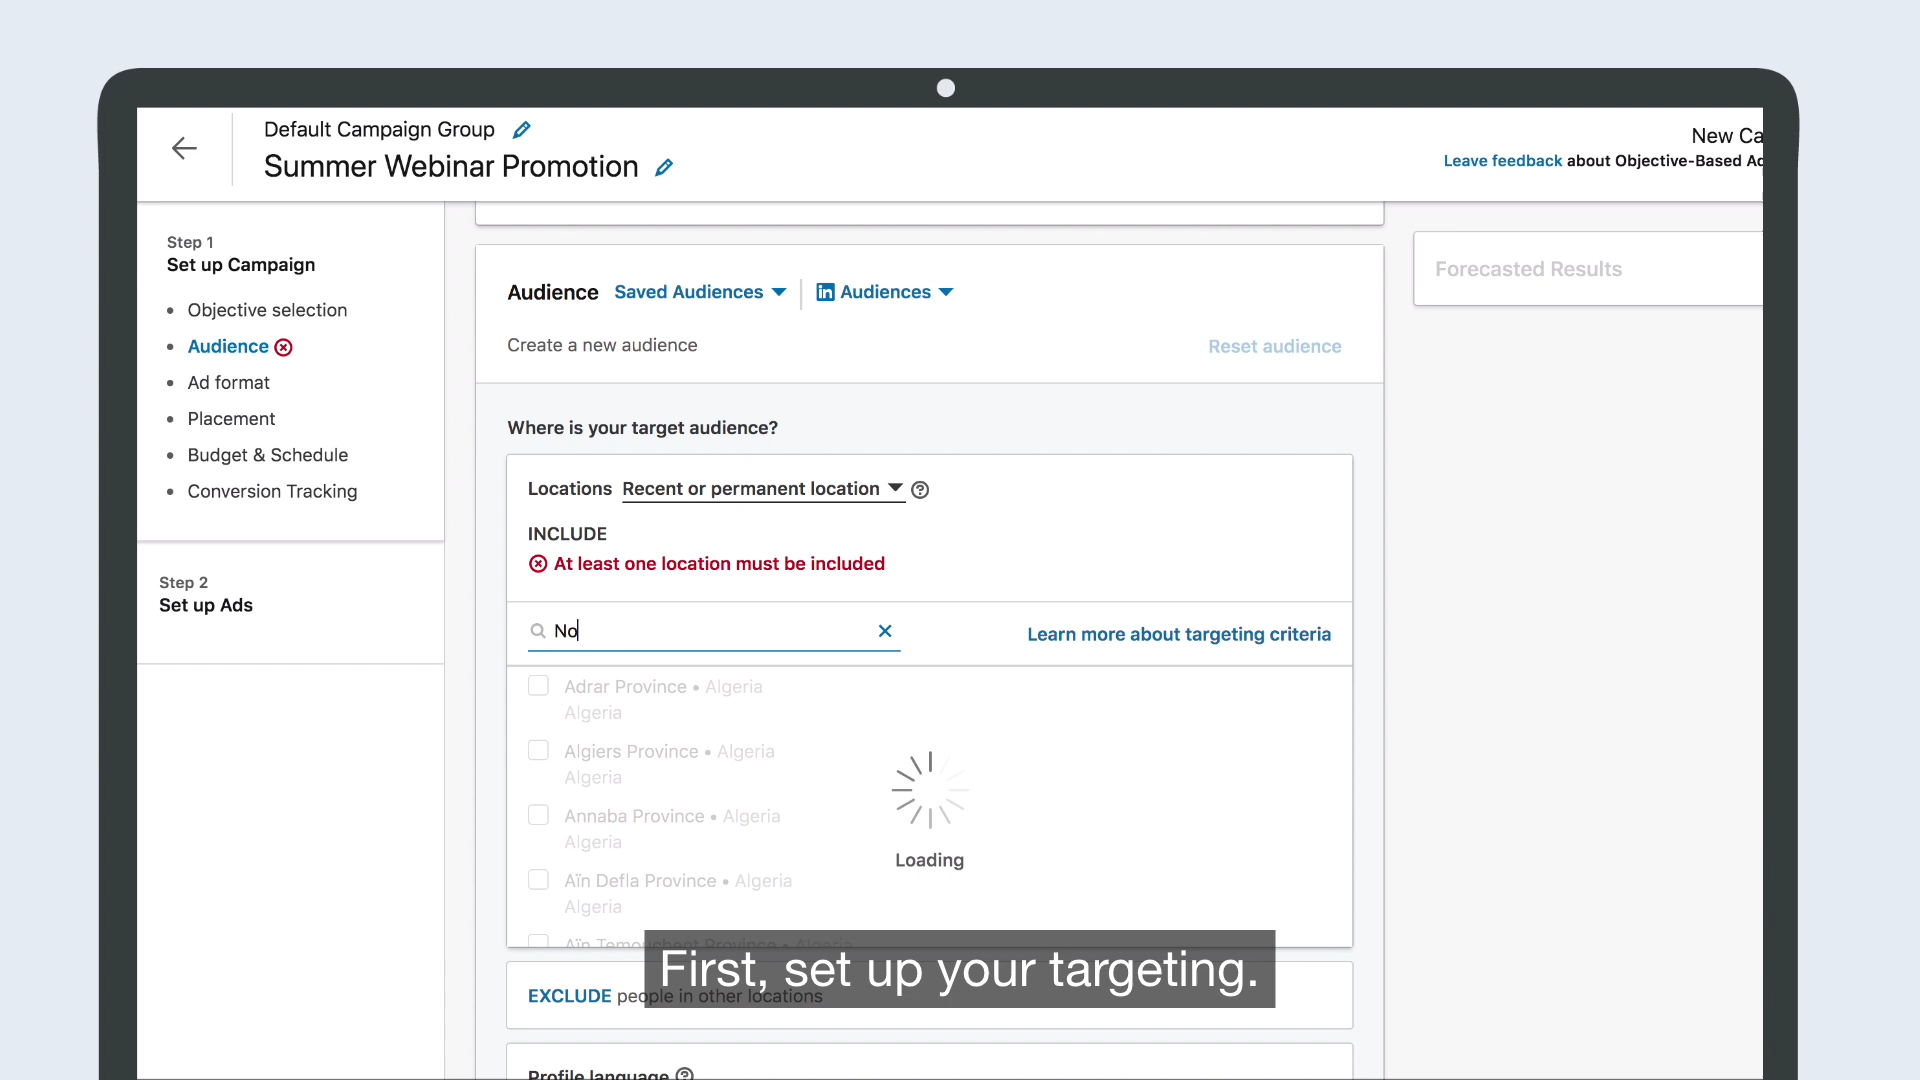 Default Campaign Group
Summer Webinar Promotion
New Ca
Leave feedback about Objective-Based Ad
Step 1
Set up Campaign
Objective selection
Audience
Ad format
Placement
Budget & Schedule
Conversion Tracking
Step 2
Set up Ads
Audience Saved Audiences in Audiences
Create a new audience
Reset audience
Where is your target audience?
Locations Recent or permanent location
INCLUDE
At least one location must be included
No
Learn more about targeting criteria
Adrar Province • Algeria
Algeria
Algiers Province • Algeria
Algeria
Annaba Province • Algeria
Algeria
Aïn Defla Province • Algeria
Algeria
Aïn Temouchent Province • Algeria
Loading
EXCLUDE people in other locations
Profile language
Forecasted Results
First, set up your targeting.